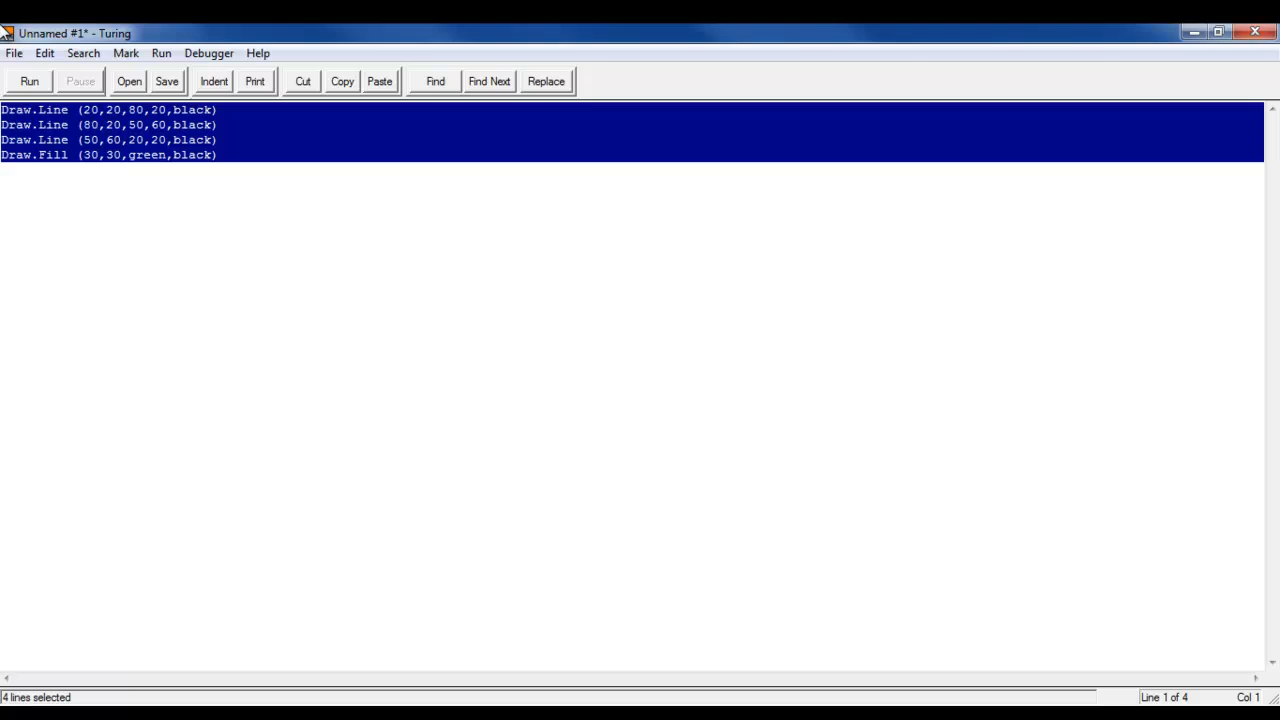 Unnamed #1* - Turing
File Edit Search Mark Run Debugger Help
Run Pause Open Save Indent Print Cut Copy Paste Find Find Next Replace
Draw.Line (20,20,80,20,black)
Draw.Line (80,20,50,60,black)
Draw.Line (50,60,20,20,black)
Draw.Fill (30,30,green,black)
4 lines selected Line 1 of 4 Col 1